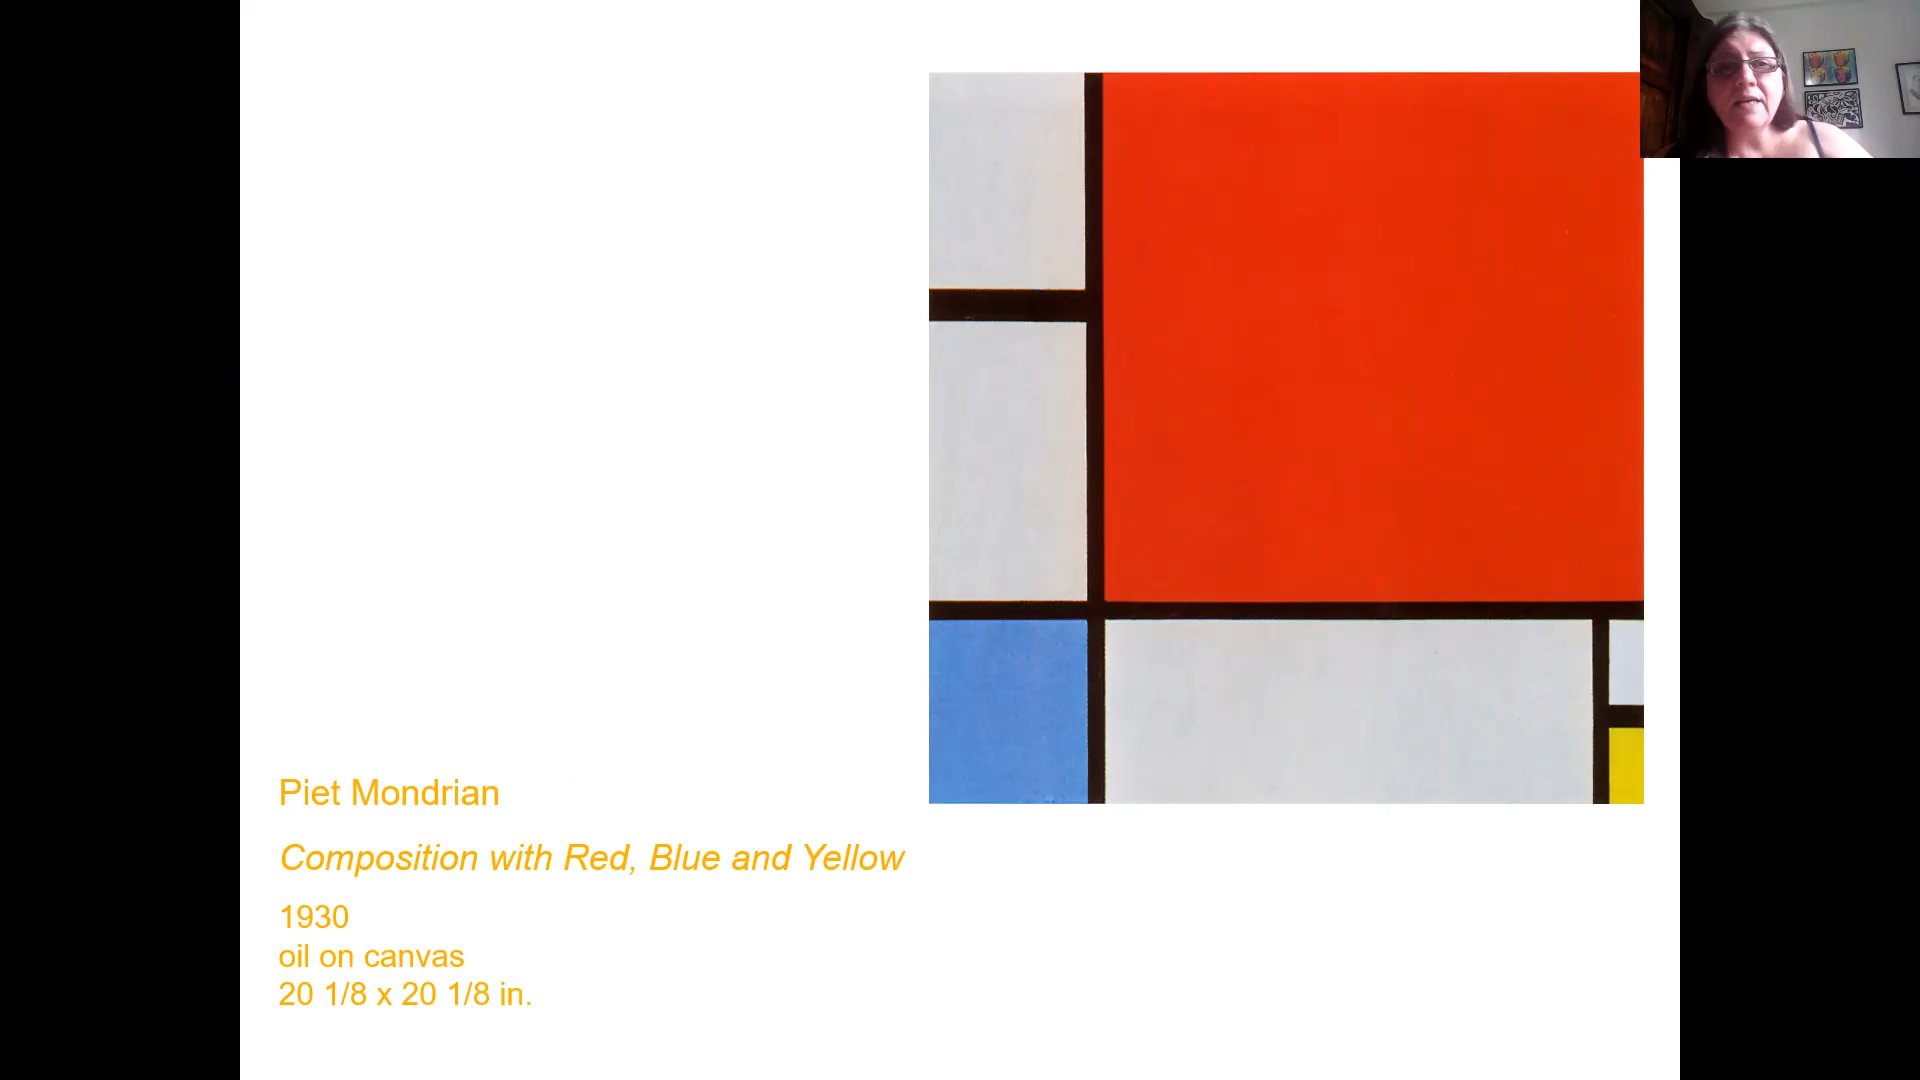 Piet Mondrian
Composition with Red, Blue and Yellow
1930
oil on canvas
20 1/8 x 20 1/8 in.